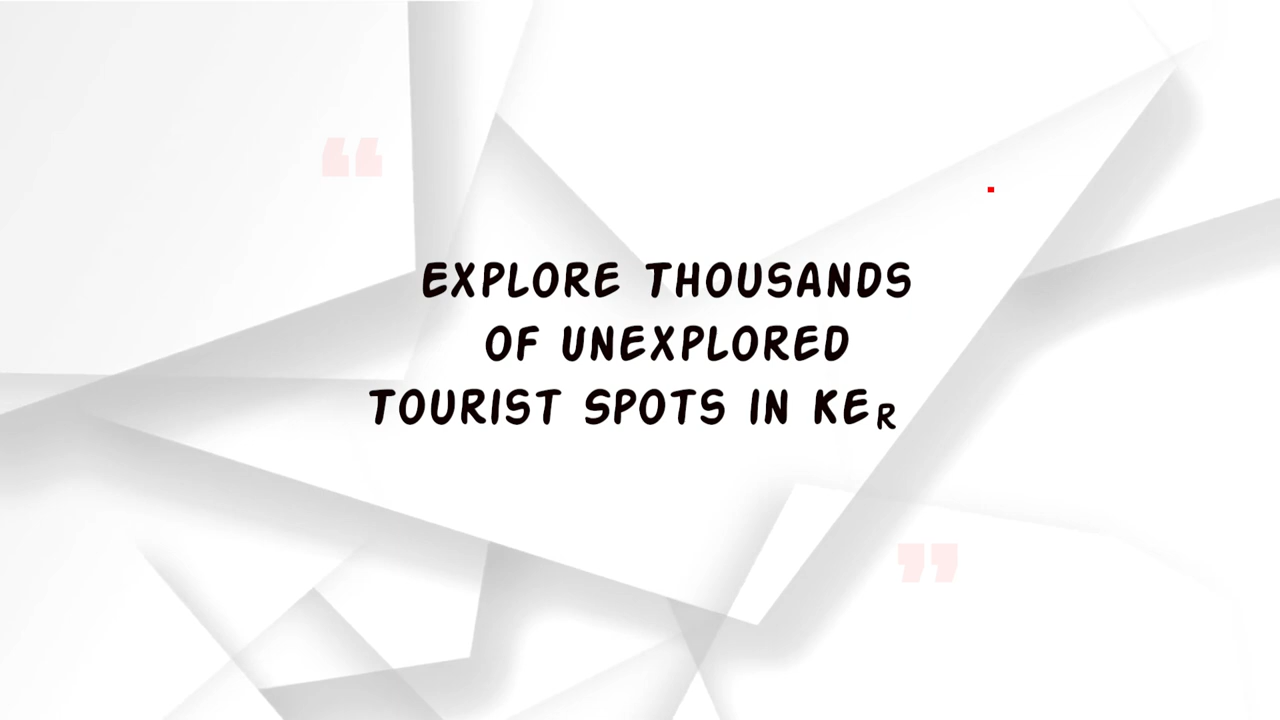 “
EXPLORE THOUSANDS
OF UNEXPLORED
TOURIST SPOTS IN KER
”